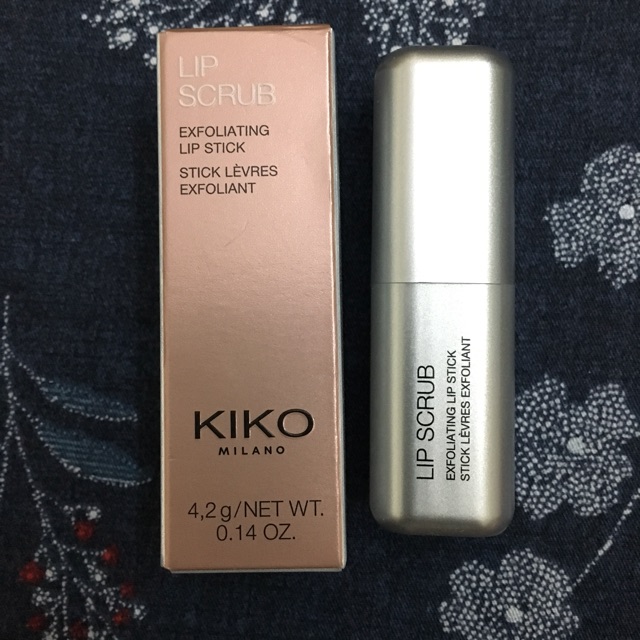 LIP
SCRUB
EXFOLIATING
LIP STICK
STICK LÈVRES
EXFOLIANT
KIKO
MILANO
4,2 g/NET WT.
0.14 OZ.
LIP SCRUB
EXFOLIATING LIP STICK
STICK LÈVRES EXFOLIANT